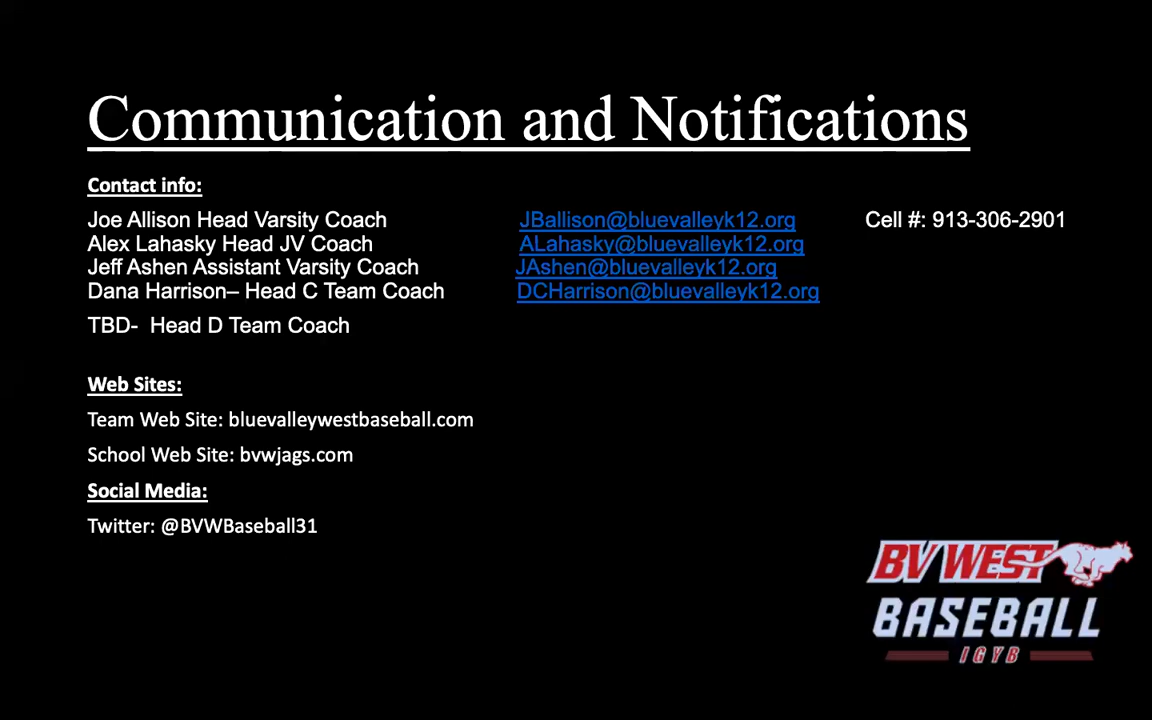 Communication and Notifications
Contact info:
Joe Allison Head Varsity Coach JBallison@bluevalleyk12.org Cell #: 913-306-2901
Alex Lahasky Head JV Coach ALahasky@bluevalleyk12.org
Jeff Ashen Assistant Varsity Coach JAshen@bluevalleyk12.org
Dana Harrison– Head C Team Coach DCHarrison@bluevalleyk12.org
TBD- Head D Team Coach
Web Sites:
Team Web Site: bluevalleywestbaseball.com
School Web Site: bvwjags.com
Social Media:
Twitter: @BVWBaseball31
BV WEST
BASEBALL
IGYB